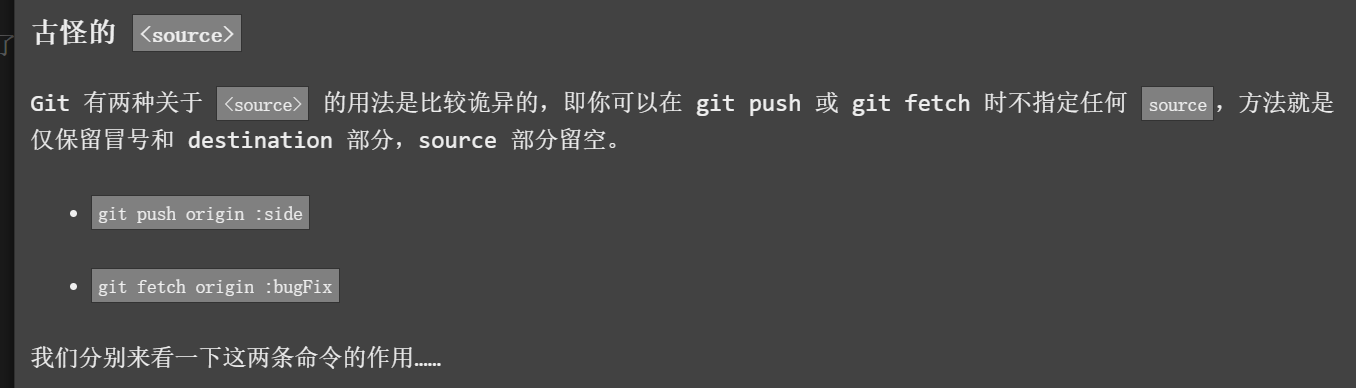 了
古怪的 <source>
Git 有两种关于 <source> 的用法是比较诡异的，即你可以在 git push 或 git fetch 时不指定任何 source，方法就是
仅保留冒号和 destination 部分，source 部分留空。
• git push origin :side
• git fetch origin :bugFix
我们分别来看一下这两条命令的作用……